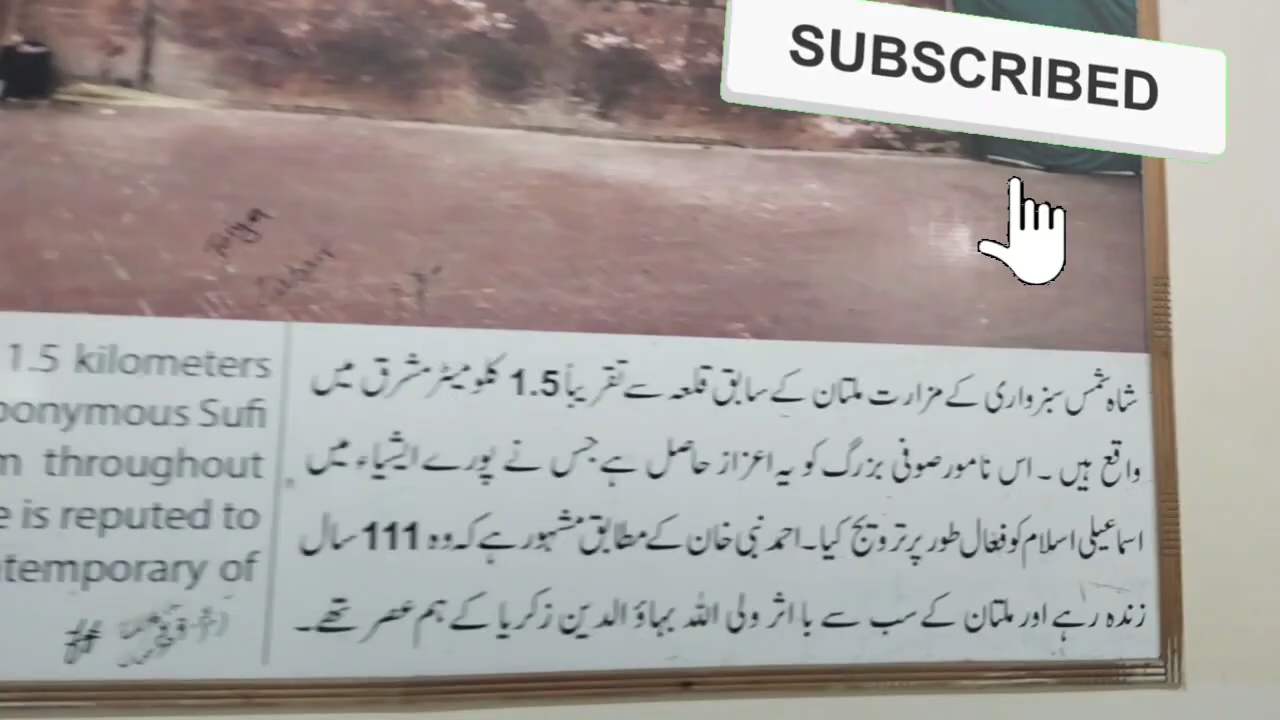 SUBSCRIBED
1.5 kilometers
ponymous Sufi
m throughout
e is reputed to
ntemporary of
شاہ شمس سبزواری کے مزارت ملتان کے سابق قلعہ سے تقریباً 1.5 کلومیٹر مشرق میں
واقع ہیں ۔ اس نامور صوفی بزرگ کو یہ اعزاز حاصل ہے جس نے پورے ایشیاء میں
اسماعیلی اسلام کو فعال طور پر ترویج کیا۔ احمد نبی خان کے مطابق مشہور ہے کہ وہ 111 سال
زندہ رہے اور ملتان کے سب سے با اثر ولی اللہ بہاؤ الدین زکریا کے ہم عصر تھے۔